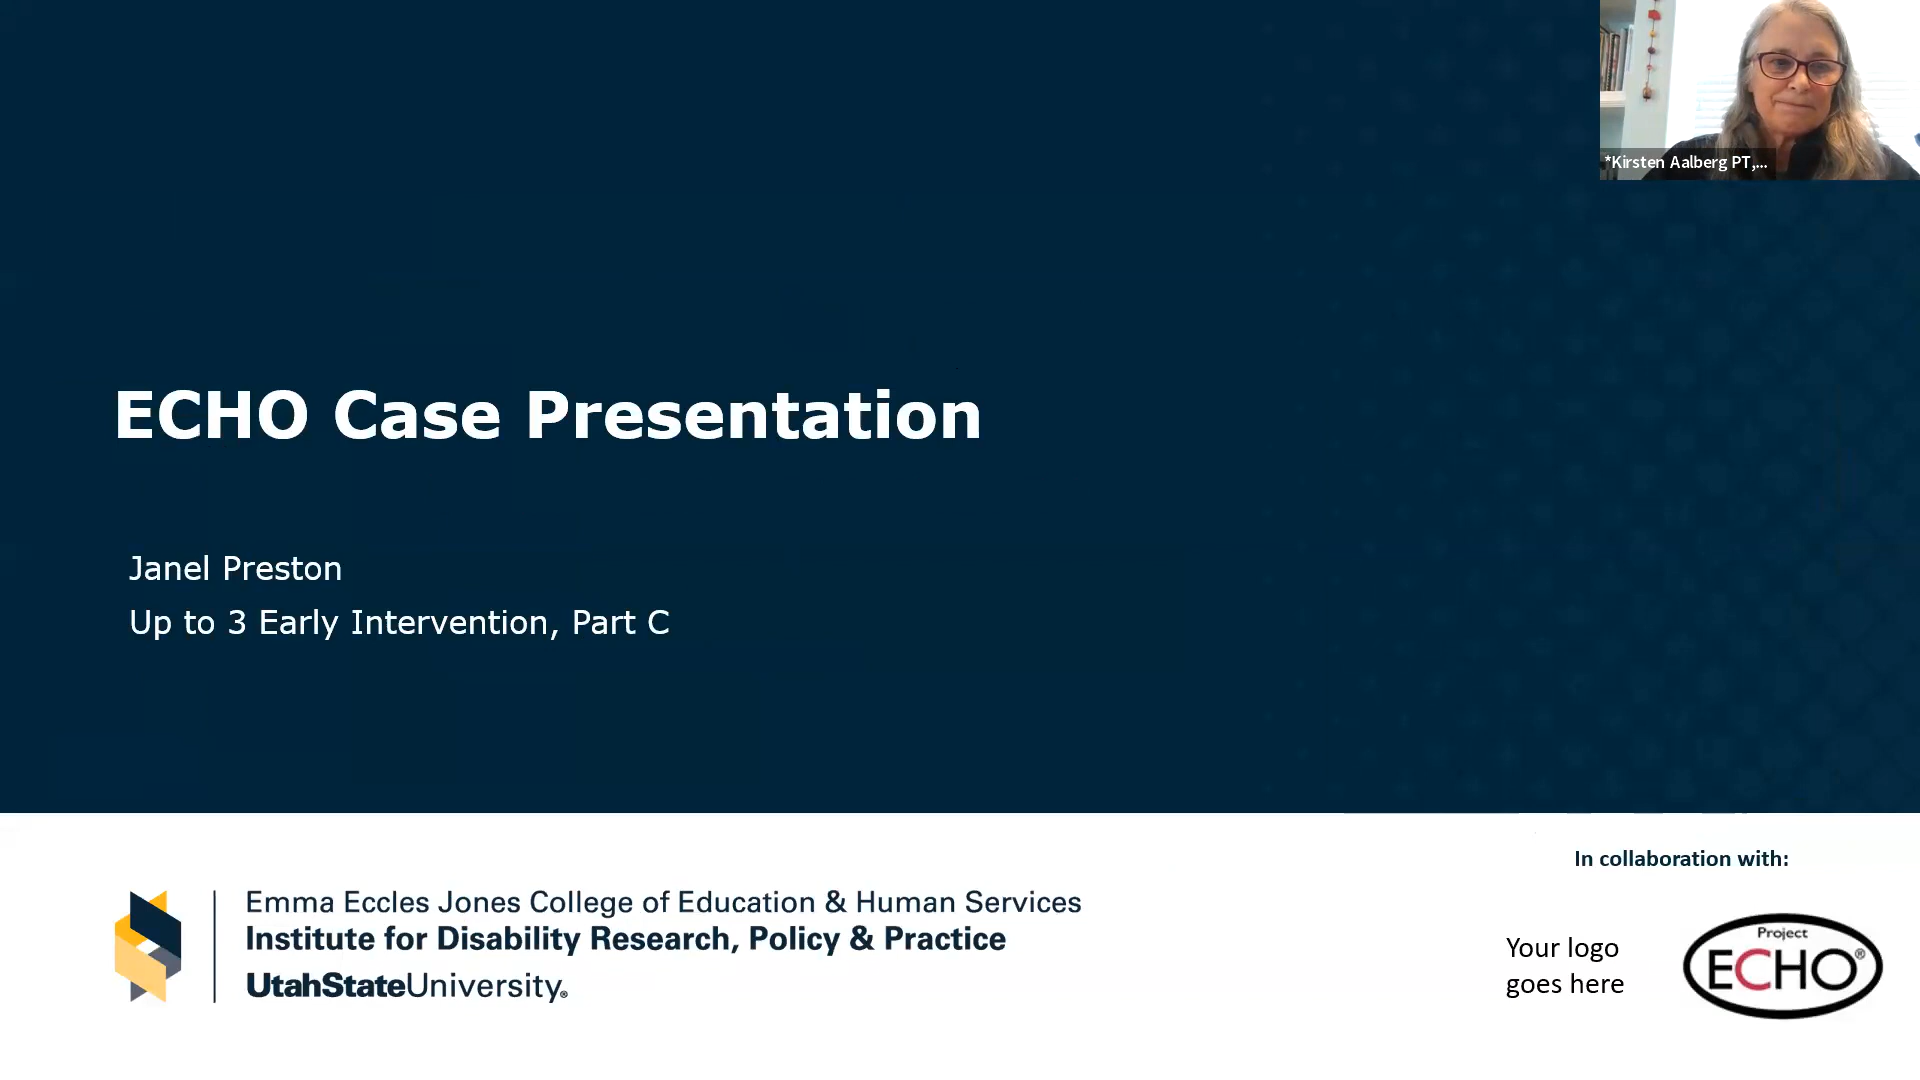 *Kirsten Aalberg PT,...
ECHO Case Presentation
Janel Preston
Up to 3 Early Intervention, Part C
In collaboration with:
Emma Eccles Jones College of Education & Human Services
Institute for Disability Research, Policy & Practice
UtahStateUniversity®
Your logo
goes here
Project
ECHO®